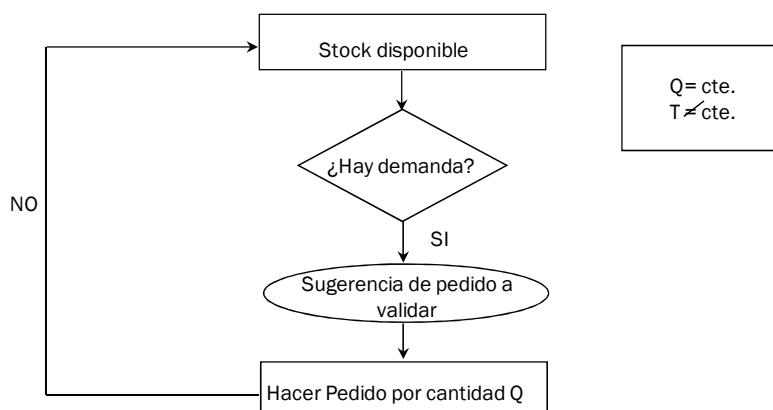 Stock disponible
Q= cte.
T ≠ cte.
¿Hay demanda?
NO
SI
Sugerencia de pedido a
validar
Hacer Pedido por cantidad Q